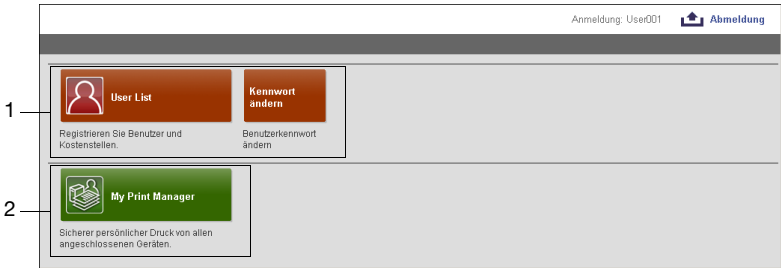 Anmeldung: User001 Abmeldung
1
User List
Kennwort
ändern
Registrieren Sie Benutzer und
Kostenstellen.
Benutzerkennwort
ändern
2
My Print Manager
Sicherer persönlicher Druck von allen
angeschlossenen Geräten.